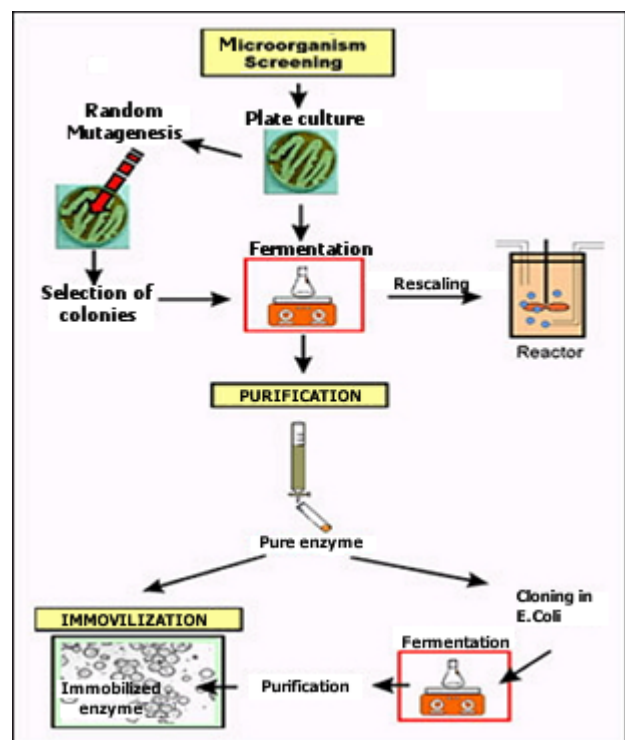 Microorganism
Screening
Random
Mutagenesis
Plate culture
Fermentation
Selection of
colonies
Rescaling
Reactor
PURIFICATION
Pure enzyme
Cloning in
E.Coli
IMMOVILIZATION
Fermentation
Immobilized
enzyme
Purification